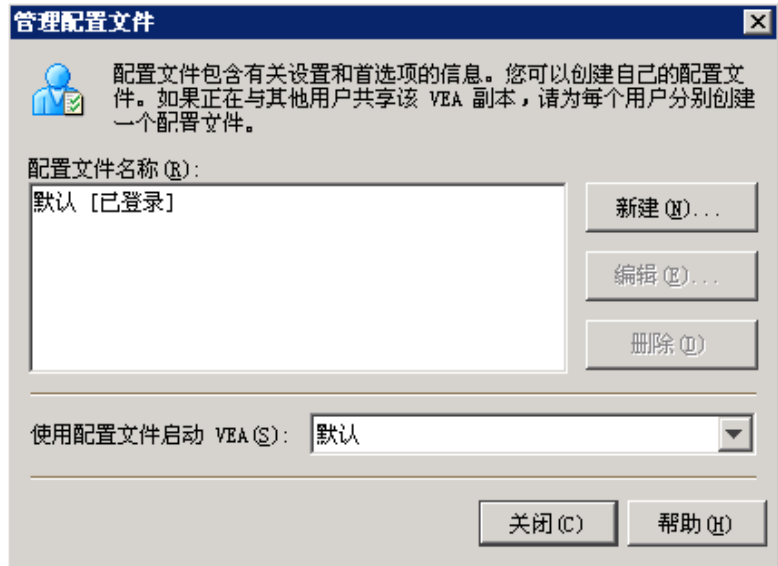 管理配置文件
配置文件包含有关设置和首选项的信息。您可以创建自己的配置文
件。如果正在与其他用户共享该 VEA 副本，请为每个用户分别创建
一个配置文件。
配置文件名称(R):
默认 [已登录]
新建(N)...
编辑(E)...
删除(D)
使用配置文件启动 VEA(S):
默认
关闭(C)
帮助(H)